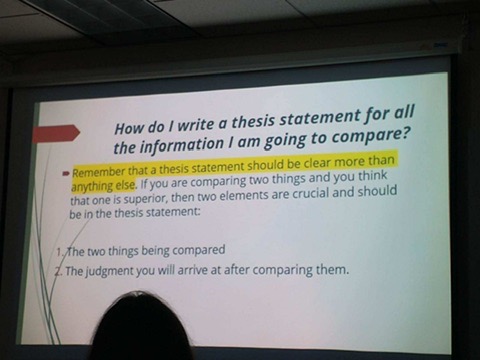 How do I write a thesis statement for all
the information I am going to compare?
Remember that a thesis statement should be clear more than
anything else. If you are comparing two things and you think
that one is superior, then two elements are crucial and should
be in the thesis statement:
1. The two things being compared
2. The judgment you will arrive at after comparing them.